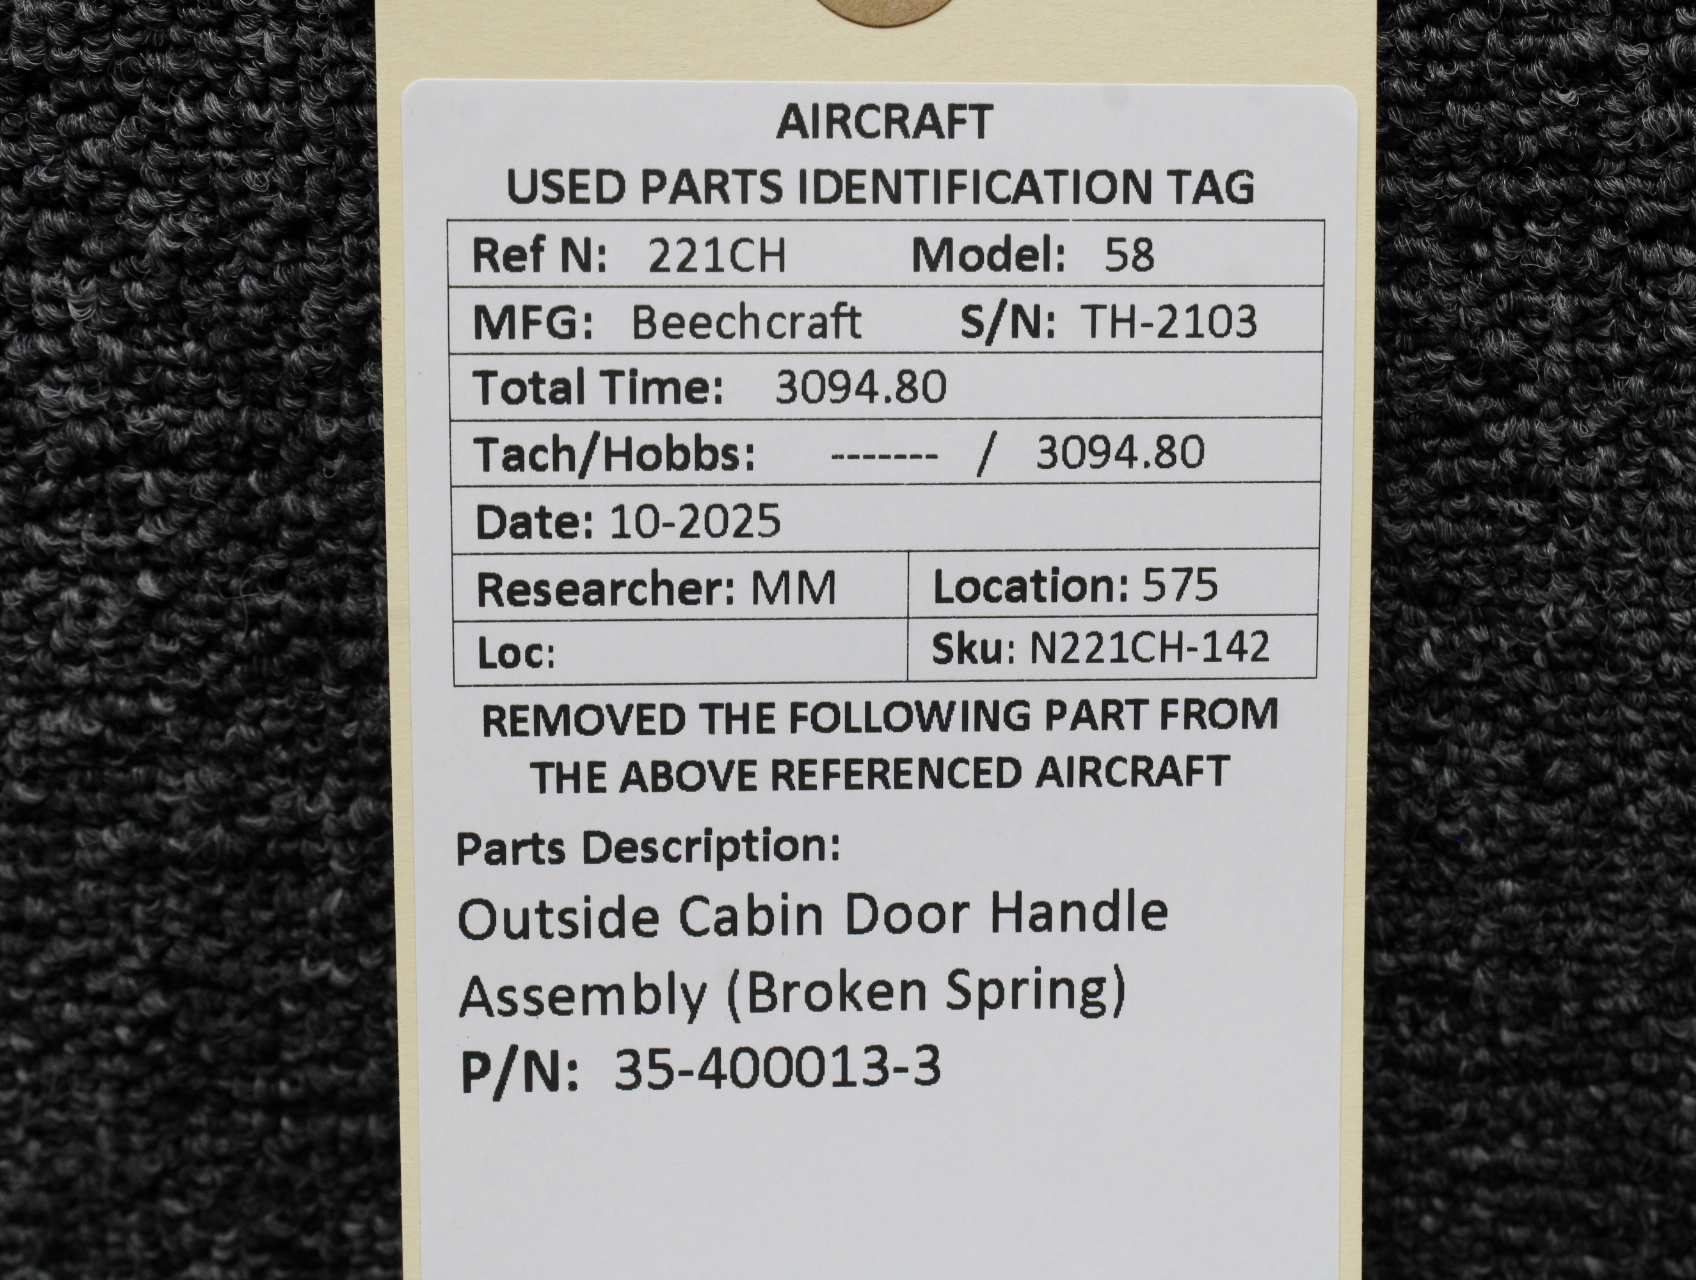 AIRCRAFT
USED PARTS IDENTIFICATION TAG
Ref N: 221CH Model: 58
MFG: Beechcraft S/N: TH-2103
Total Time: 3094.80
Tach/Hobbs: ------- / 3094.80
Date: 10-2025
Researcher: MM Location: 575
Loc: Sku: N221CH-142
REMOVED THE FOLLOWING PART FROM
THE ABOVE REFERENCED AIRCRAFT
Parts Description:
Outside Cabin Door Handle
Assembly (Broken Spring)
P/N: 35-400013-3